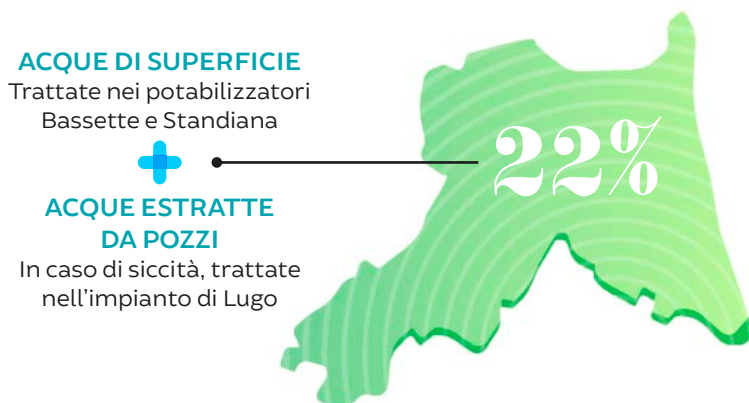 ACQUE DI SUPERFICIE
Trattate nei potabilizzatori
Bassette e Standiana
ACQUE ESTRATTE
DA POZZI
In caso di siccità, trattate
nell'impianto di Lugo
22%